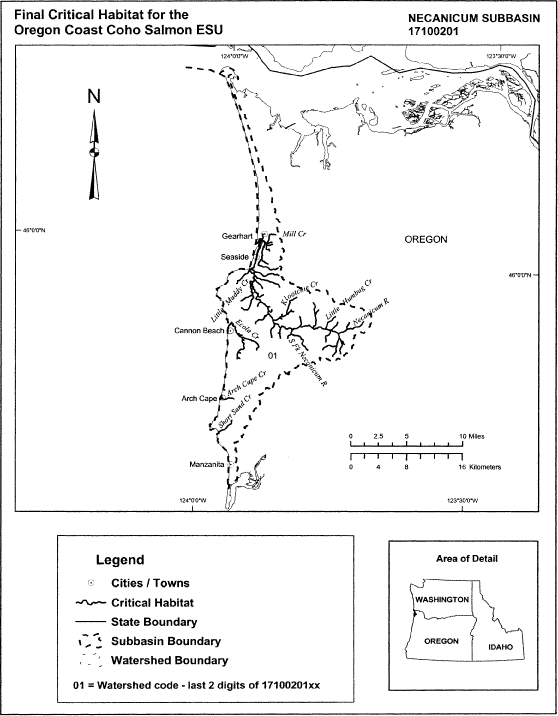 Final Critical Habitat for the
Oregon Coast Coho Salmon ESU
NECANICUM SUBBASIN
17100201
124°0'0"W
123°30'0"W
N
46°0'0"N
Gearhart
Mill Cr
OREGON
Seaside
46°0'0"N
Little Muddy Cr
Klootchie Cr
Little Humbug Cr
Necanicum R
Cannon Beach
Ecola Cr
01
S Fk Necanicum R
Arch Cape
Arch Cape Cr
Short Sand Cr
0 2.5 5 10 Miles
0 4 8 16 Kilometers
Manzanita
124°0'0"W
123°30'0"W
Legend
Cities / Towns
Critical Habitat
State Boundary
Subbasin Boundary
Watershed Boundary
01 = Watershed code - last 2 digits of 17100201xx
Area of Detail
WASHINGTON
OREGON
IDAHO